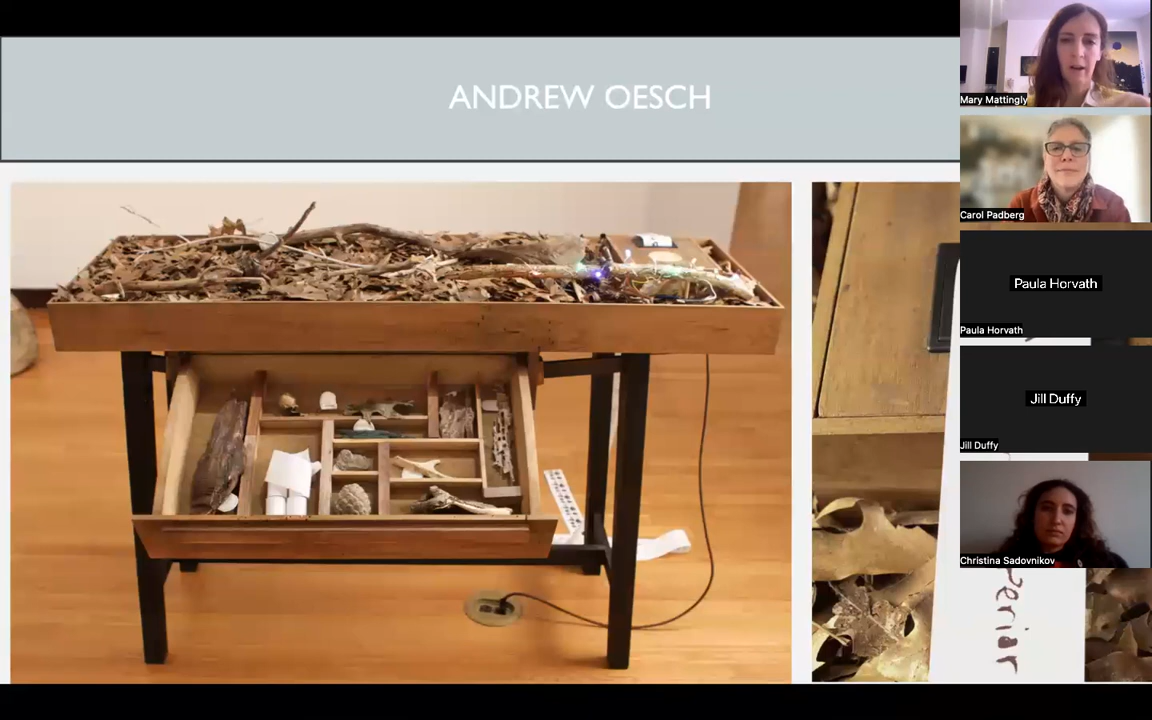 ANDREW OESCH
Mary Mattingly
Carol Padberg
Paula Horvath
Paula Horvath
Jill Duffy
Jill Duffy
Christina Sadovnikov